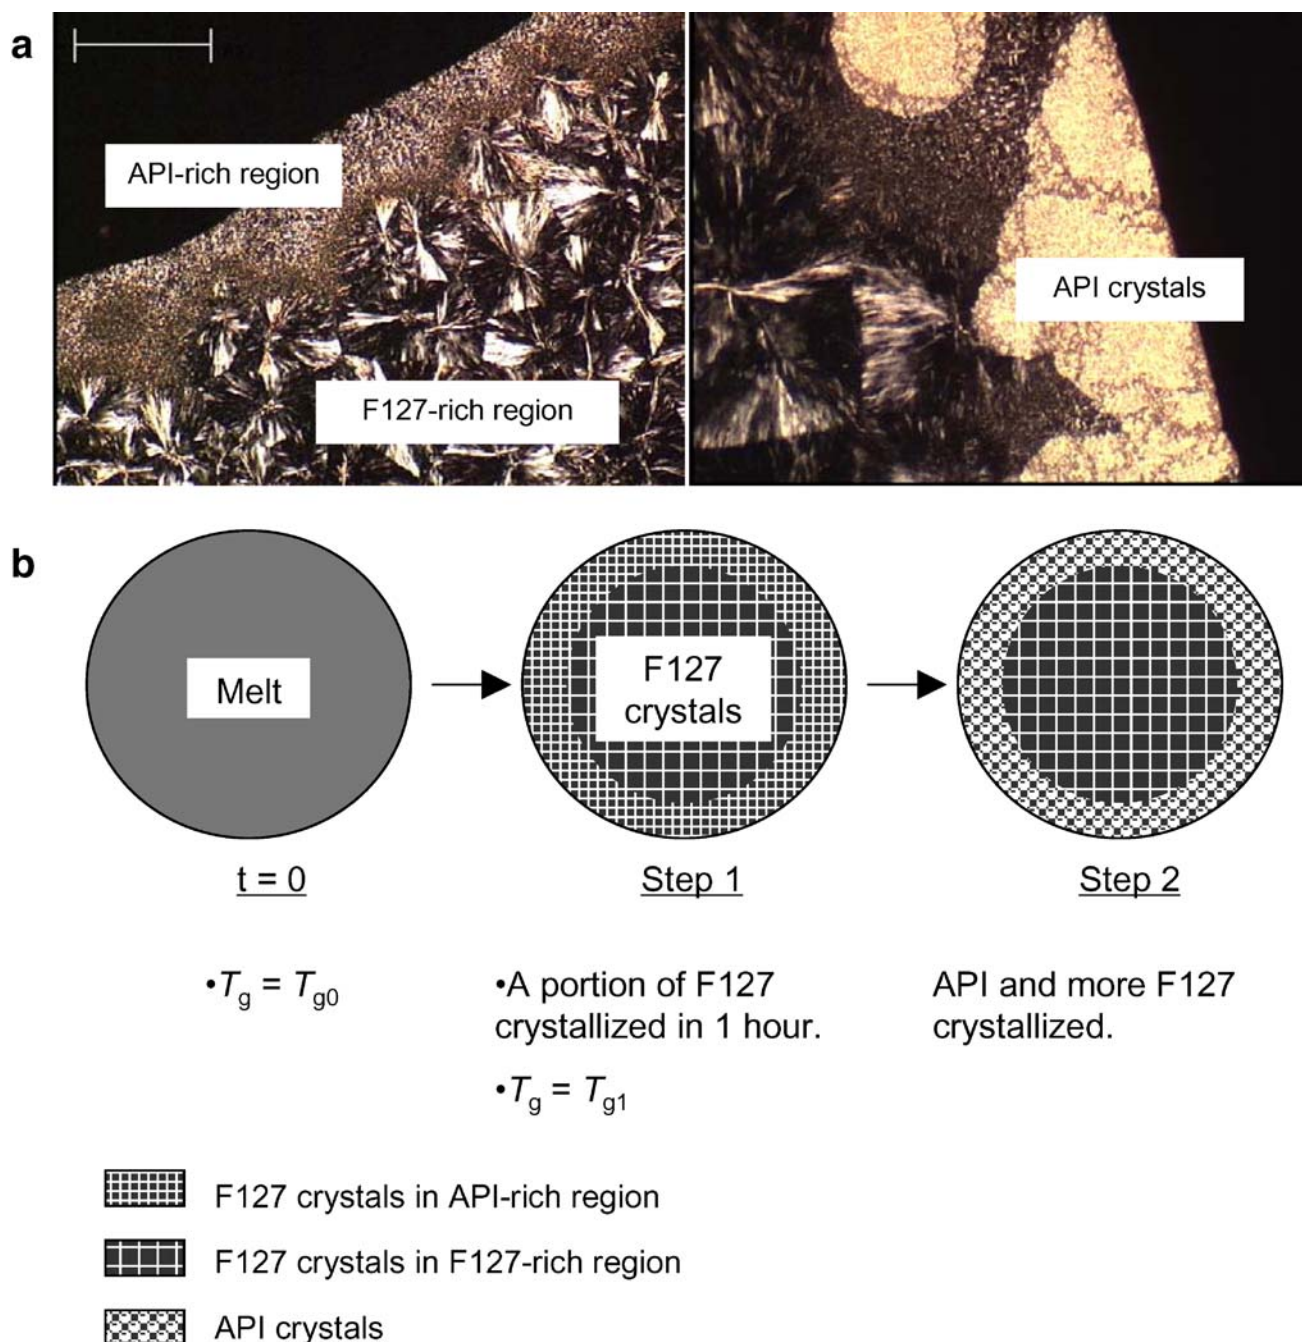 a
API-rich region
F127-rich region
API crystals
b
Melt
F127
crystals
t = 0
Step 1
Step 2
•Tg = Tg0
•A portion of F127
crystallized in 1 hour.
•Tg = Tg1
API and more F127
crystallized.
F127 crystals in API-rich region
F127 crystals in F127-rich region
API crystals